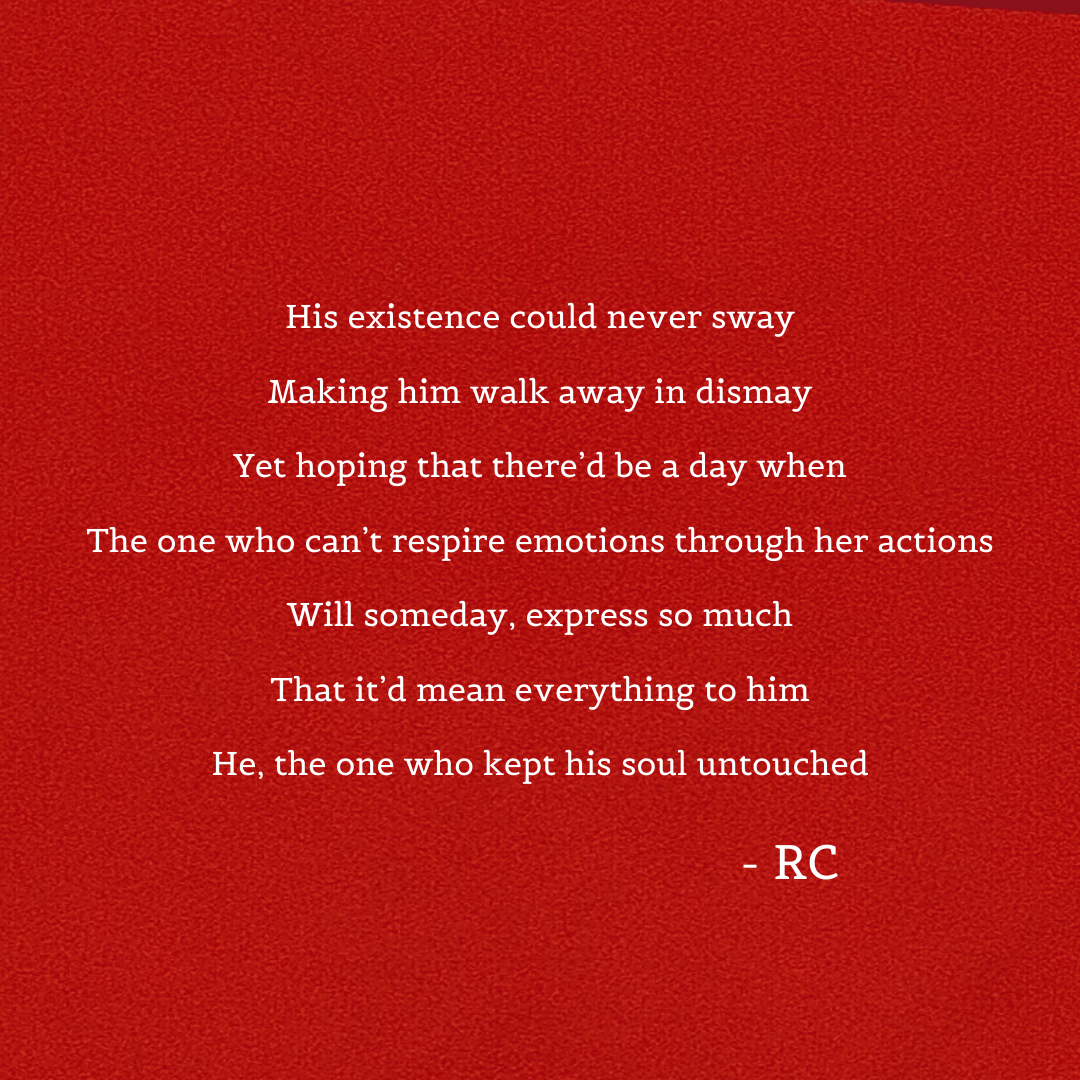 His existence could never sway
Making him walk away in dismay
Yet hoping that there’d be a day when
The one who can’t respire emotions through her actions
Will someday, express so much
That it’d mean everything to him
He, the one who kept his soul untouched
- RC